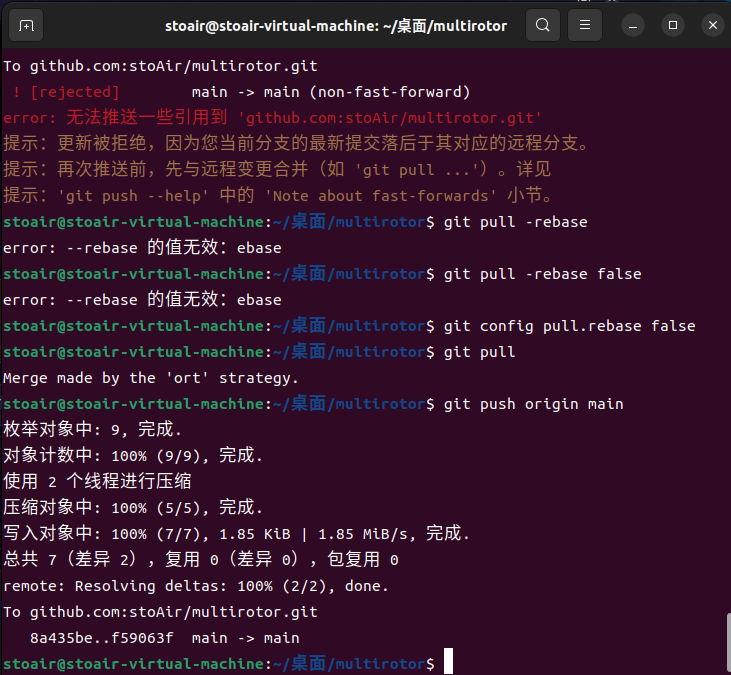 stoair@stoair-virtual-machine: ~/桌面/multirotor
To github.com:stoAir/multirotor.git
 ! [rejected]        main -> main (non-fast-forward)
error: 无法推送一些引用到 'github.com:stoAir/multirotor.git'
提示：更新被拒绝，因为您当前分支的最新提交落后于其对应的远程分支。
提示：再次推送前，先与远程变更合并（如 'git pull ...'）。详见
提示：'git push --help' 中的 'Note about fast-forwards' 小节。
stoair@stoair-virtual-machine:~/桌面/multirotor$ git pull -rebase
error: --rebase 的值无效：ebase
stoair@stoair-virtual-machine:~/桌面/multirotor$ git pull -rebase false
error: --rebase 的值无效：ebase
stoair@stoair-virtual-machine:~/桌面/multirotor$ git config pull.rebase false
stoair@stoair-virtual-machine:~/桌面/multirotor$ git pull
Merge made by the 'ort' strategy.
stoair@stoair-virtual-machine:~/桌面/multirotor$ git push origin main
枚举对象中: 9, 完成.
对象计数中: 100% (9/9), 完成.
使用 2 个线程进行压缩
压缩对象中: 100% (5/5), 完成.
写入对象中: 100% (7/7), 1.85 KiB | 1.85 MiB/s, 完成.
总共 7（差异 2），复用 0（差异 0），包复用 0
remote: Resolving deltas: 100% (2/2), done.
To github.com:stoAir/multirotor.git
   8a435be..f59063f  main -> main
stoair@stoair-virtual-machine:~/桌面/multirotor$